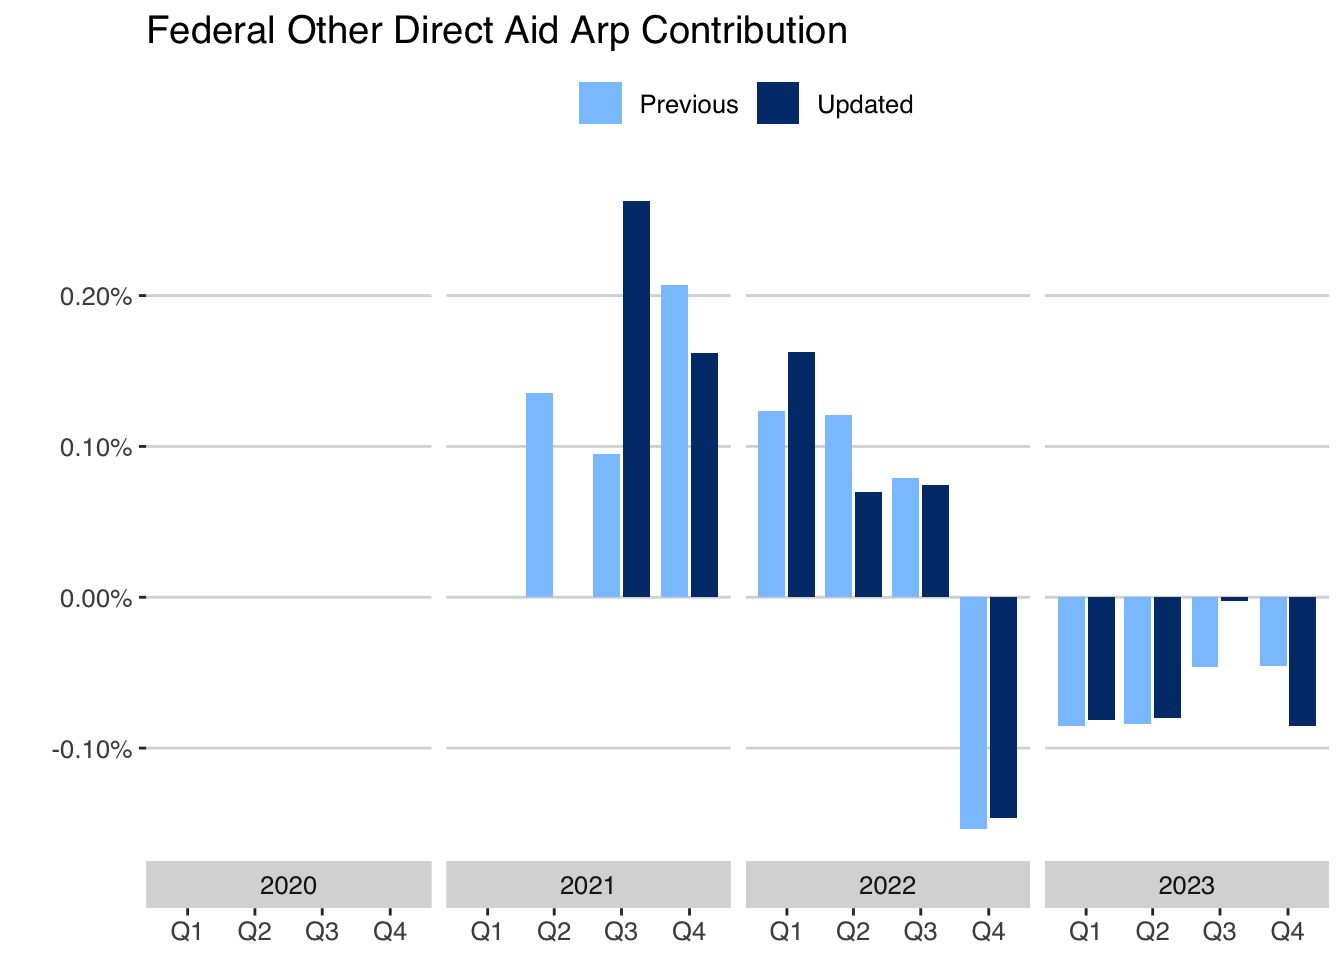 Federal Other Direct Aid Arp Contribution
Previous Updated
0.20%
0.10%
0.00%
-0.10%
2020 2021 2022 2023
Q1 Q2 Q3 Q4 Q1 Q2 Q3 Q4 Q1 Q2 Q3 Q4 Q1 Q2 Q3 Q4